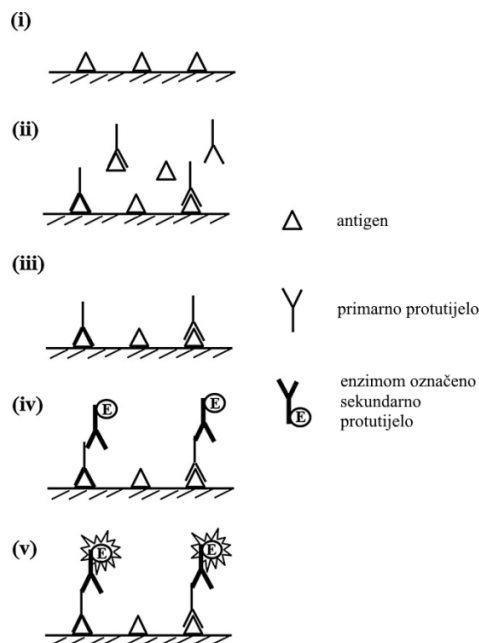 (i)
(ii)
antigen
(iii)
primarno protutijelo
(iv)
E
E
enzimom označeno
sekundarno
protutijelo
E
(v)
E
E